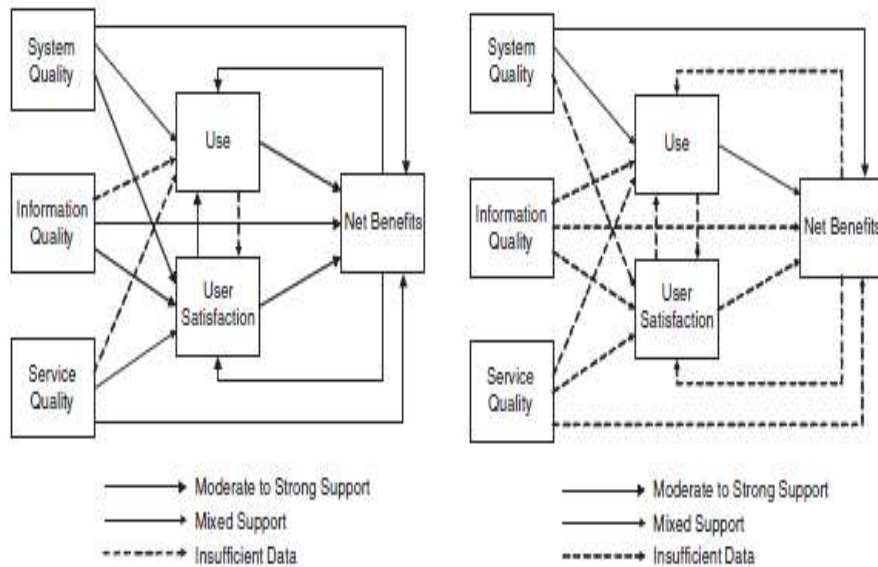 System
Quality
Use
Information
Quality
Net Benefits
User
Satisfaction
Service
Quality
Moderate to Strong Support
Mixed Support
Insufficient Data
System
Quality
Use
Information
Quality
Net Benefits
User
Satisfaction
Service
Quality
Moderate to Strong Support
Mixed Support
Insufficient Data